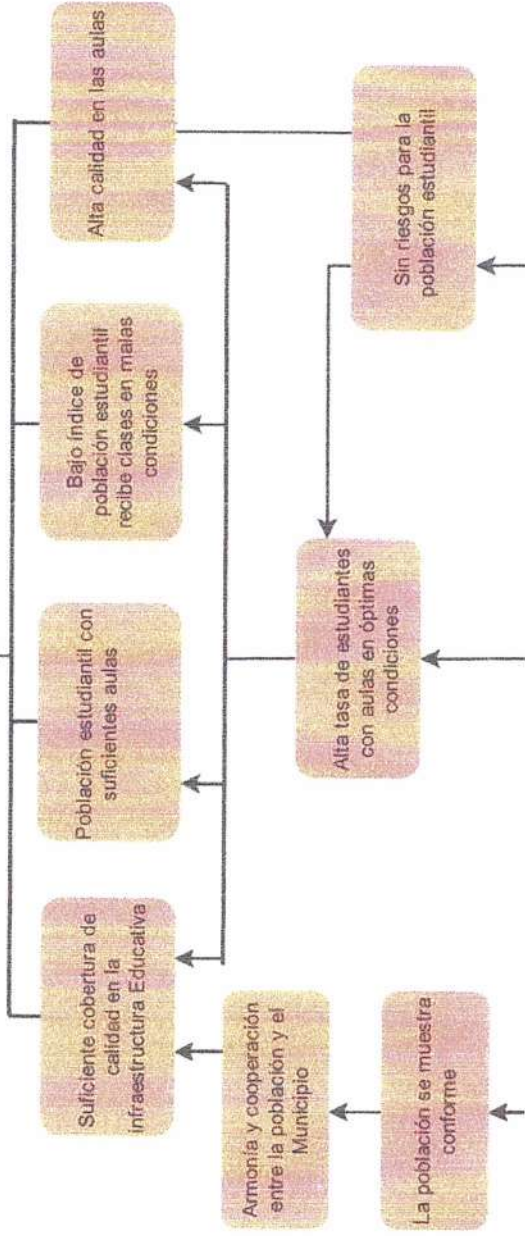 Suficiente cobertura de
calidad en la
infraestructura Educativa
Población estudiantil con
suficientes aulas
Bajo índice de
población estudiantil
recibe clases en malas
condiciones
Alta calidad en las aulas
Armonía y cooperación
entre la población y el
Municipio
Alta tasa de estudiantes
con aulas en óptimas
condiciones
Sin riesgos para la
población estudiantil
La población se muestra
conforme